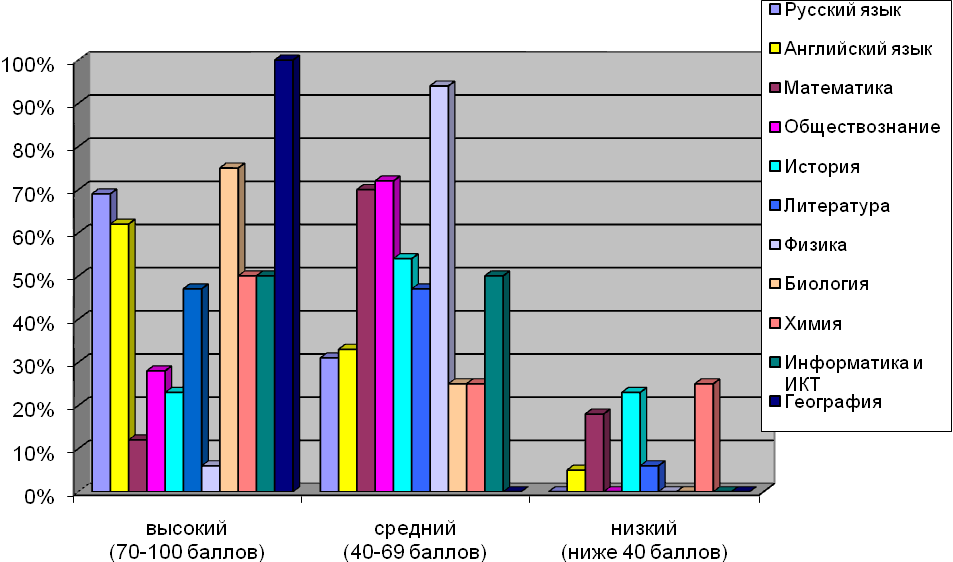 100%
90%
80%
70%
60%
50%
40%
30%
20%
10%
0%
высокий
(70-100 баллов)
средний
(40-69 баллов)
низкий
(ниже 40 баллов)
Русский язык
Английский язык
Математика
Обществознание
История
Литература
Физика
Биология
Химия
Информатика и
ИКТ
География